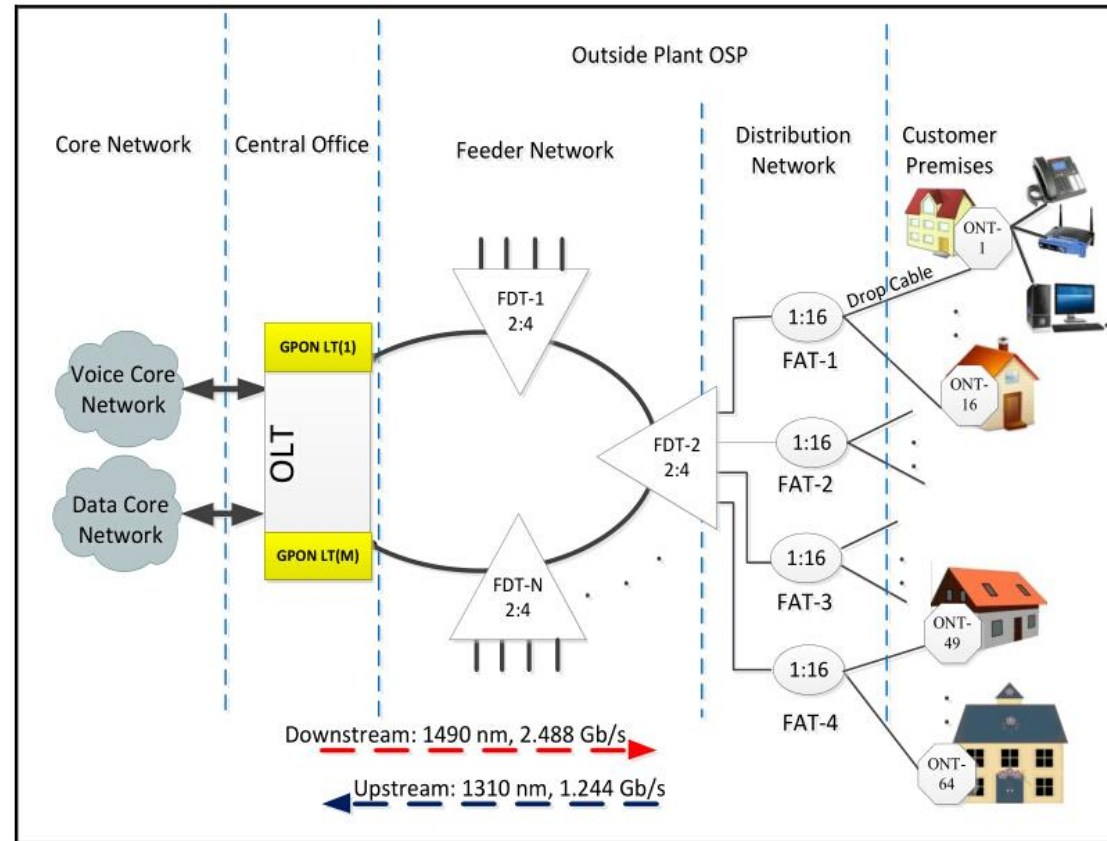 Outside Plant OSP
Core Network
Central Office
Feeder Network
Distribution
Network
Customer
Premises
Voice Core
Network
Data Core
Network
GPON LT(1)
OLT
GPON LT(M)
FDT-1
2:4
FDT-2
2:4
FDT-N
2:4
1:16
FAT-1
1:16
FAT-2
1:16
FAT-3
1:16
FAT-4
Drop Cable
ONT-
1
ONT-
16
ONT-
49
ONT-
64
Downstream: 1490 nm, 2.488 Gb/s
Upstream: 1310 nm, 1.244 Gb/s